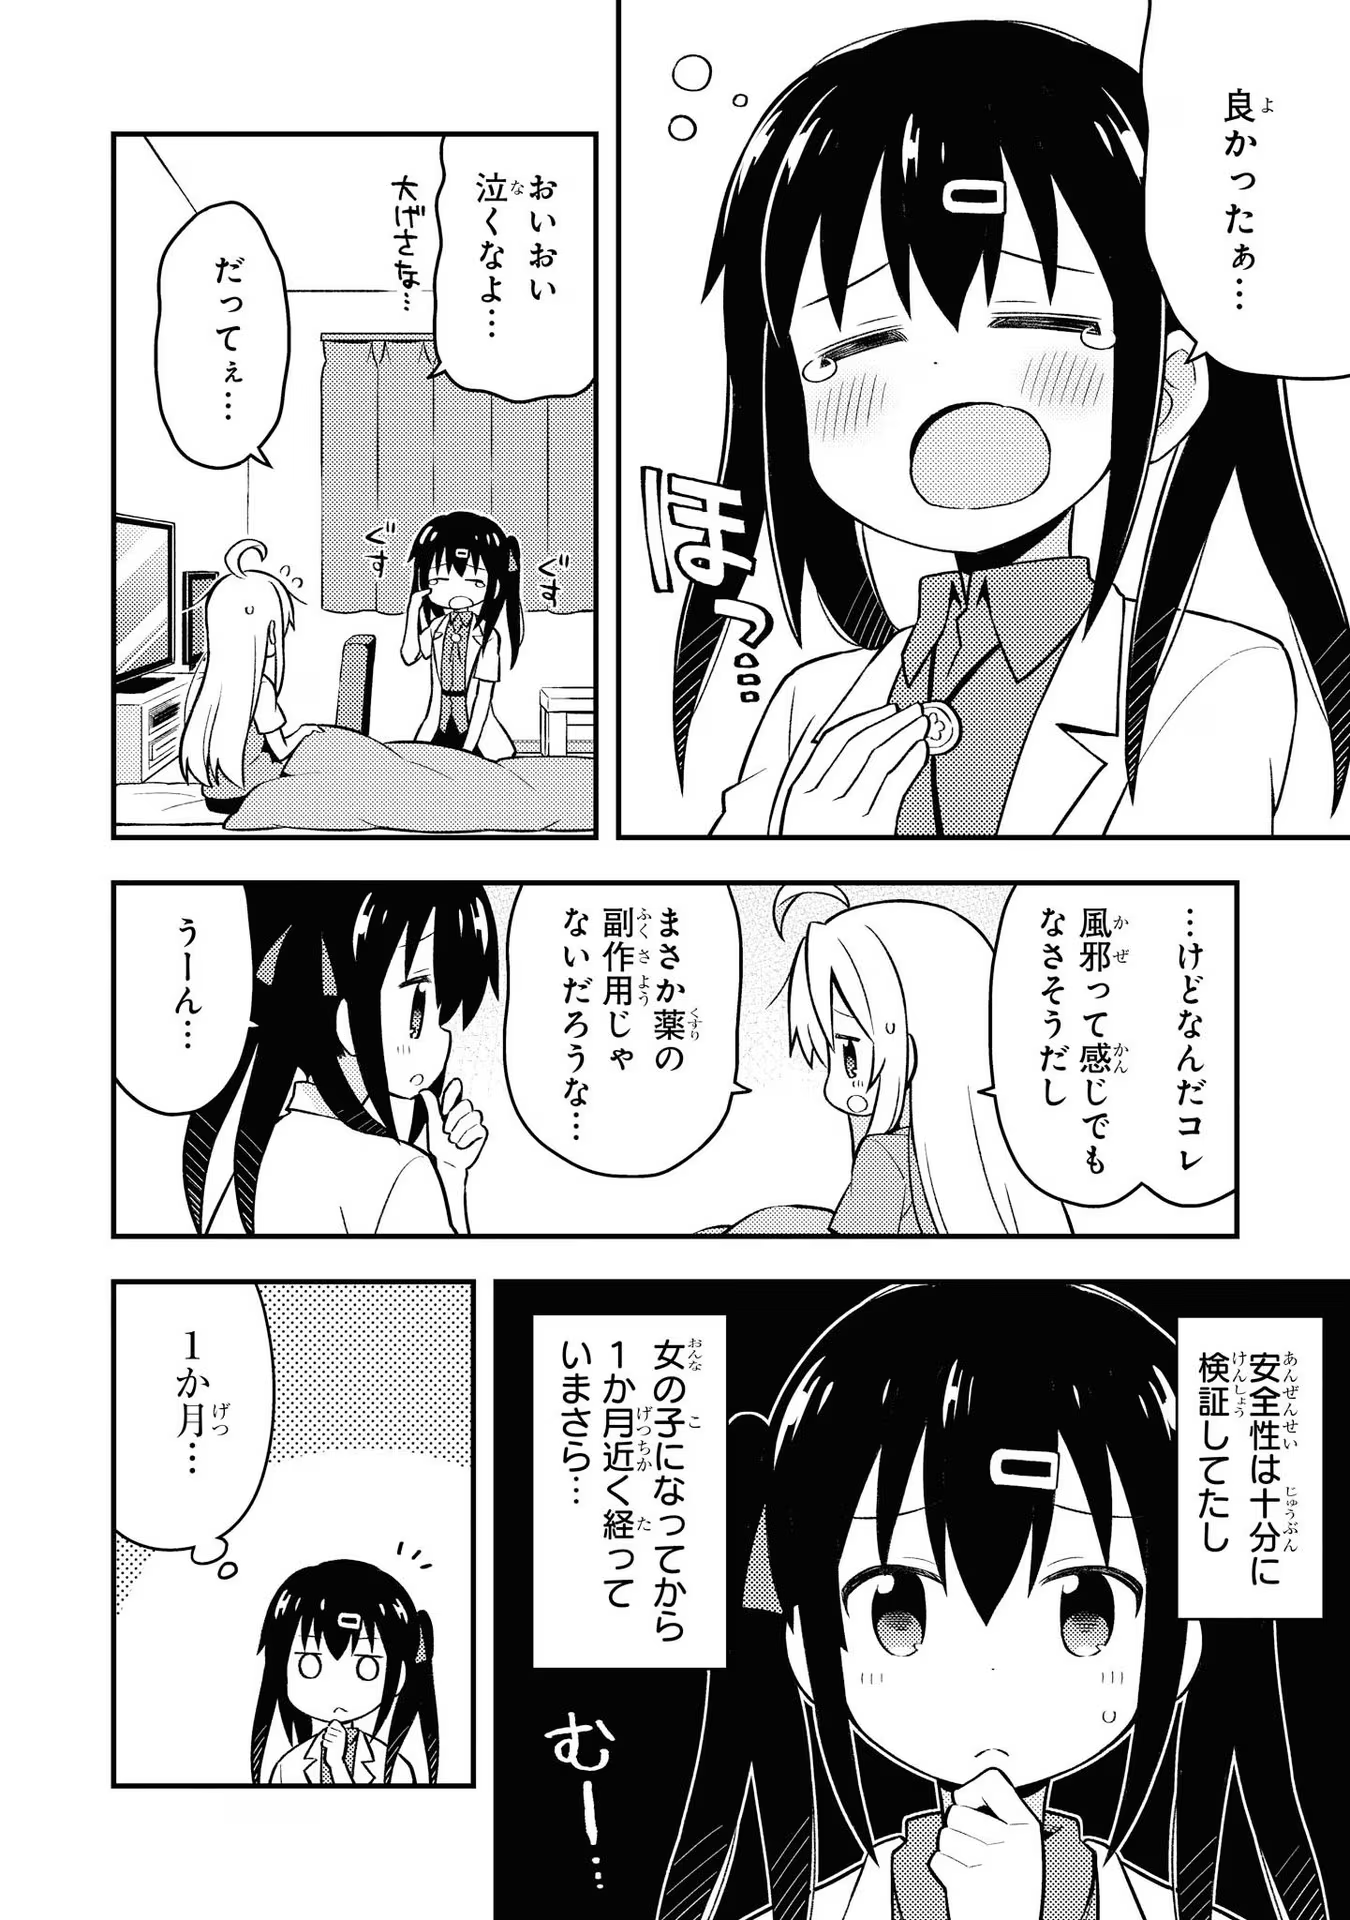 良かったぁ…
ほっ…
おいおい
泣くなよ…
大げさな…
だってぇ…
ぐす
ぐす
…けどなんだコレ
風邪って感じでも
なさそうだし
まさか薬の
副作用じゃ
ないだろうな…
うーん…
安全性は十分に
検証してたし
女の子になってから
1か月近く経って
いまさら…
むー…
1か月…